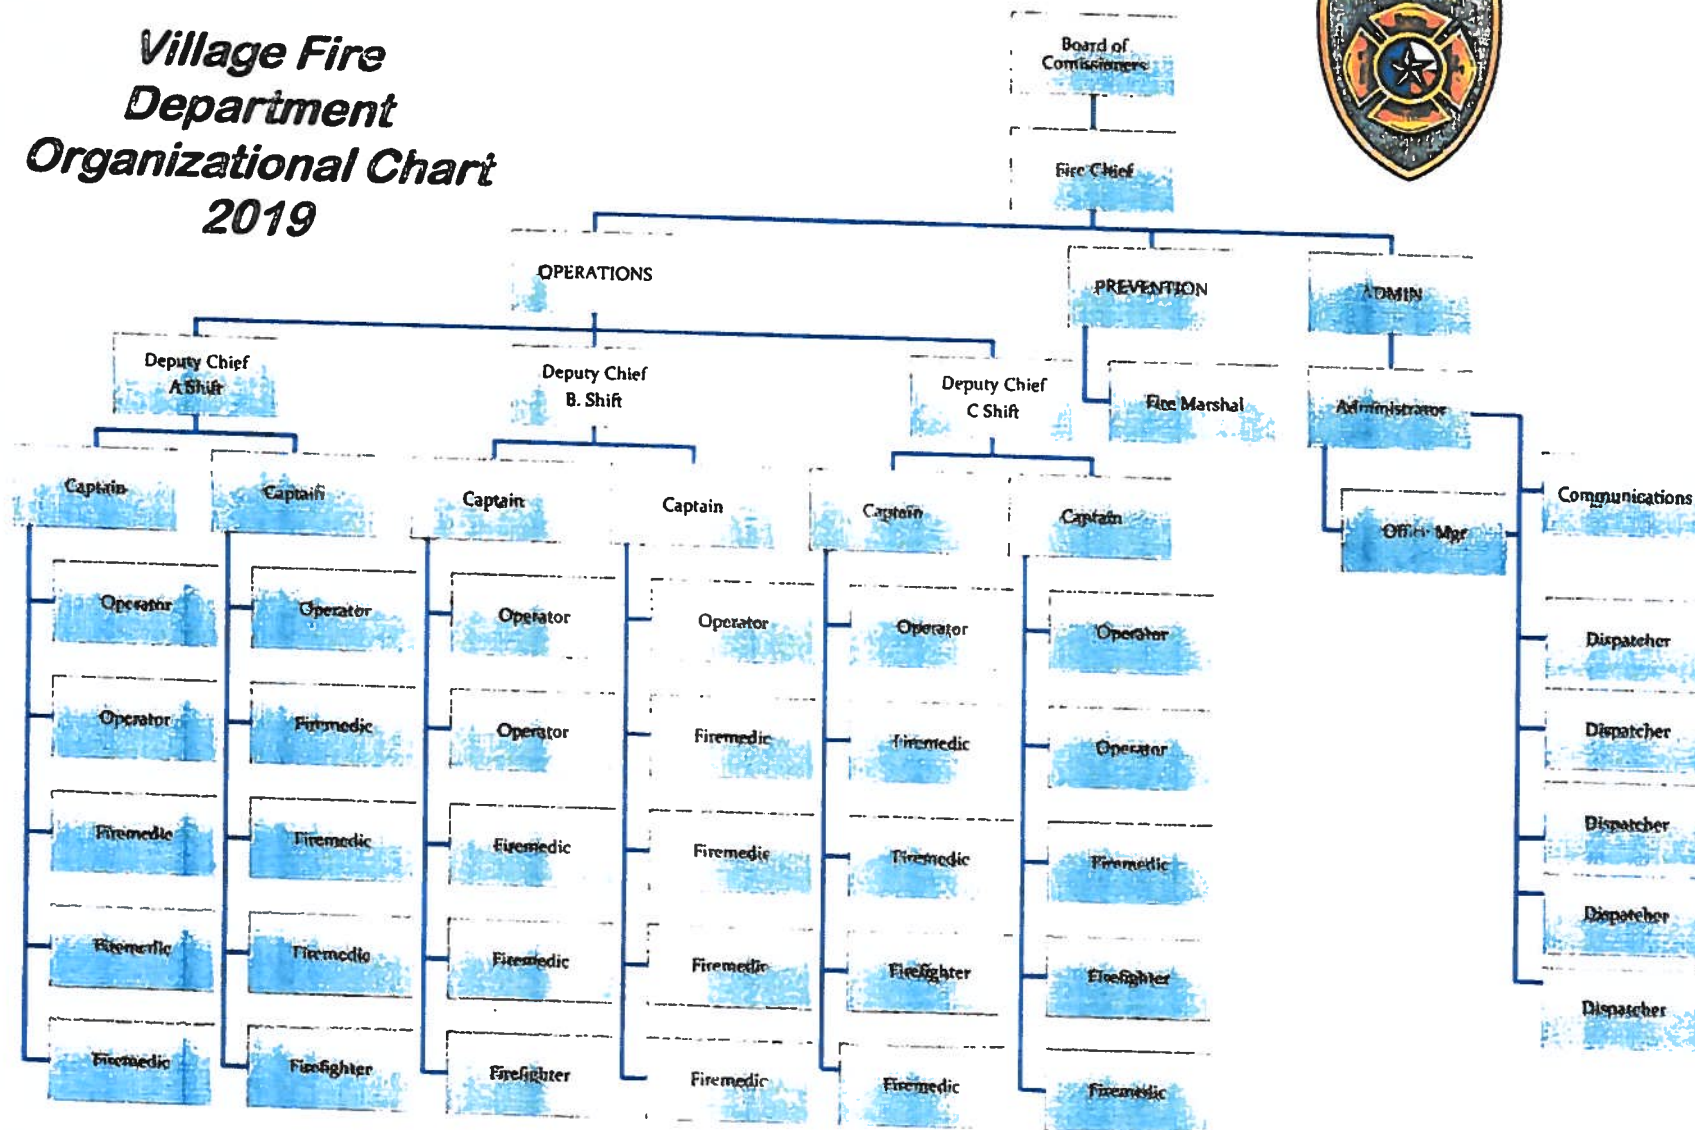 Village Fire
Department
Organizational Chart
2019
Board of
Comissioners
Fire Chief
OPERATIONS
PREVENTION
ADMIN
Deputy Chief
A Shift
Deputy Chief
B. Shift
Deputy Chief
C Shift
Fire Marshal
Administrator
Captain
Captain
Captain
Captain
Captain
Captain
Office Mgr
Communications
Operator
Operator
Operator
Operator
Operator
Operator
Dispatcher
Operator
Firemedic
Operator
Firemedic
Firemedic
Operator
Dispatcher
Firemedic
Firemedic
Firemedic
Firemedic
Firemedic
Firemedic
Dispatcher
Firemedic
Firemedic
Firemedic
Firemedic
Firefighter
Firefighter
Dispatcher
Firemedic
Firefighter
Firefighter
Firemedic
Firemedic
Firemedic
Dispatcher